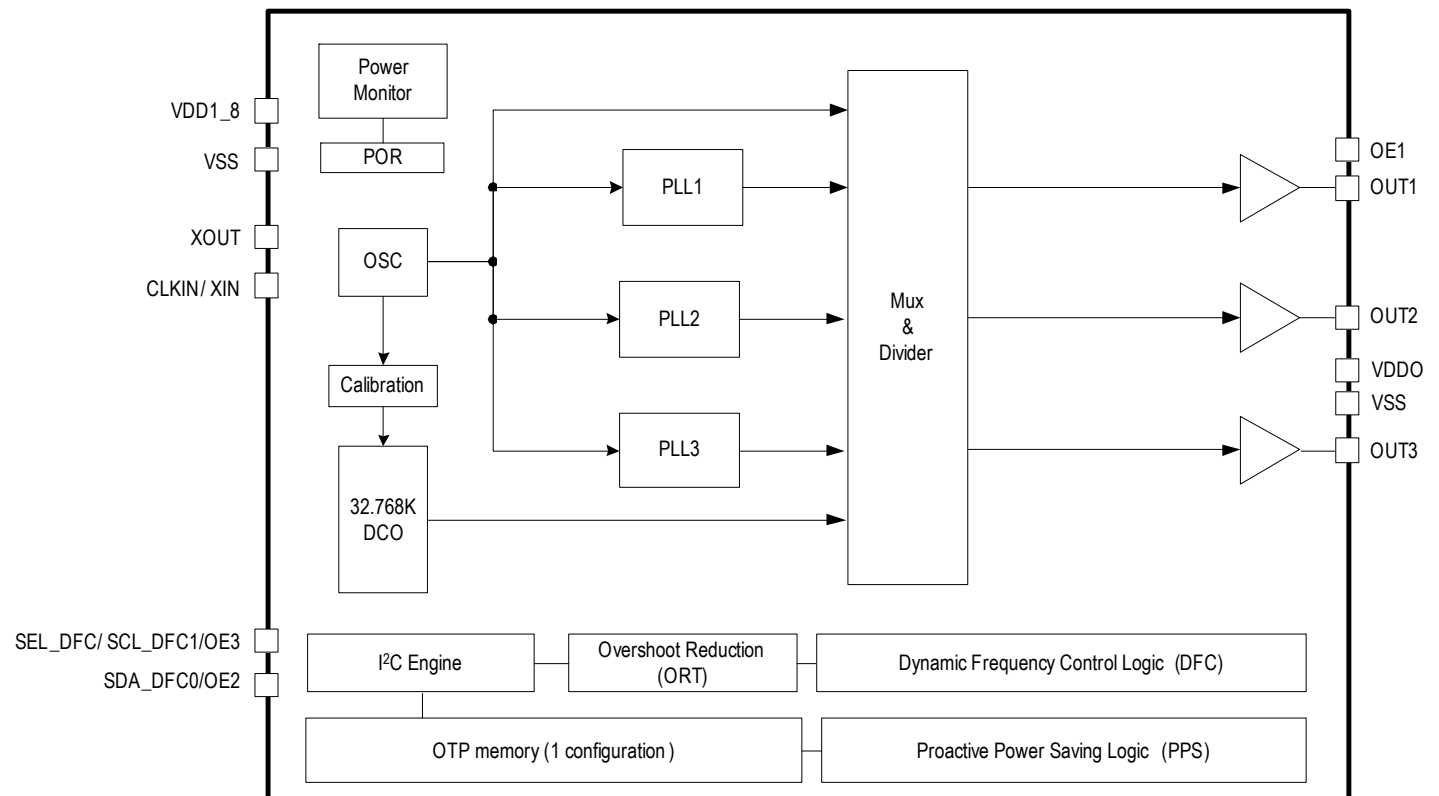 Power
Monitor
POR
VDD1_8
VSS
XOUT
CLKIN/ XIN
OSC
Calibration
32.768K
DCO
PLL1
PLL2
PLL3
Mux
&
Divider
OE1
OUT1
OUT2
VDDO
VSS
OUT3
SEL_DFC/ SCL_DFC1/OE3
SDA_DFC0/OE2
I²C Engine
Overshoot Reduction
(ORT)
Dynamic Frequency Control Logic (DFC)
OTP memory (1 configuration )
Proactive Power Saving Logic (PPS)